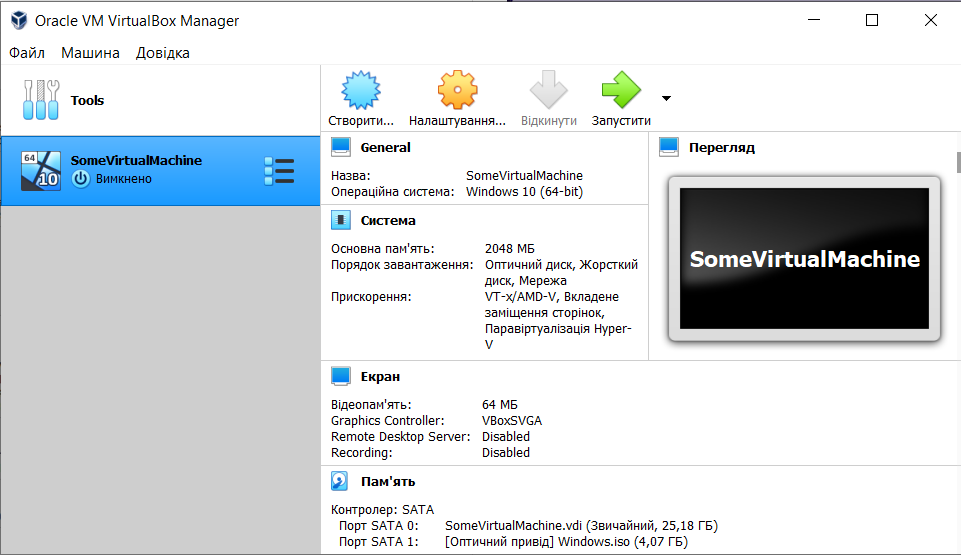 Oracle VM VirtualBox Manager
Файл Машина Довідка
Tools
Створити... Налаштування... Відкинути Запустити
64
10
SomeVirtualMachine
Вимкнено
General
Назва: SomeVirtualMachine
Операційна система: Windows 10 (64-bit)
Перегляд
SomeVirtualMachine
Система
Основна пам'ять: 2048 МБ
Порядок завантаження: Оптичний диск, Жорсткий
диск, Мережа
Прискорення: VT-x/AMD-V, Вкладене
заміщення сторінок,
Паравіртуалізація Hyper-
V
Екран
Відеопам'ять: 64 МБ
Graphics Controller: VBoxSVGA
Remote Desktop Server: Disabled
Recording: Disabled
Пам'ять
Контролер: SATA
Порт SATA 0: SomeVirtualMachine.vdi (Звичайний, 25,18 ГБ)
Порт SATA 1: [Оптичний привід] Windows.iso (4,07 ГБ)